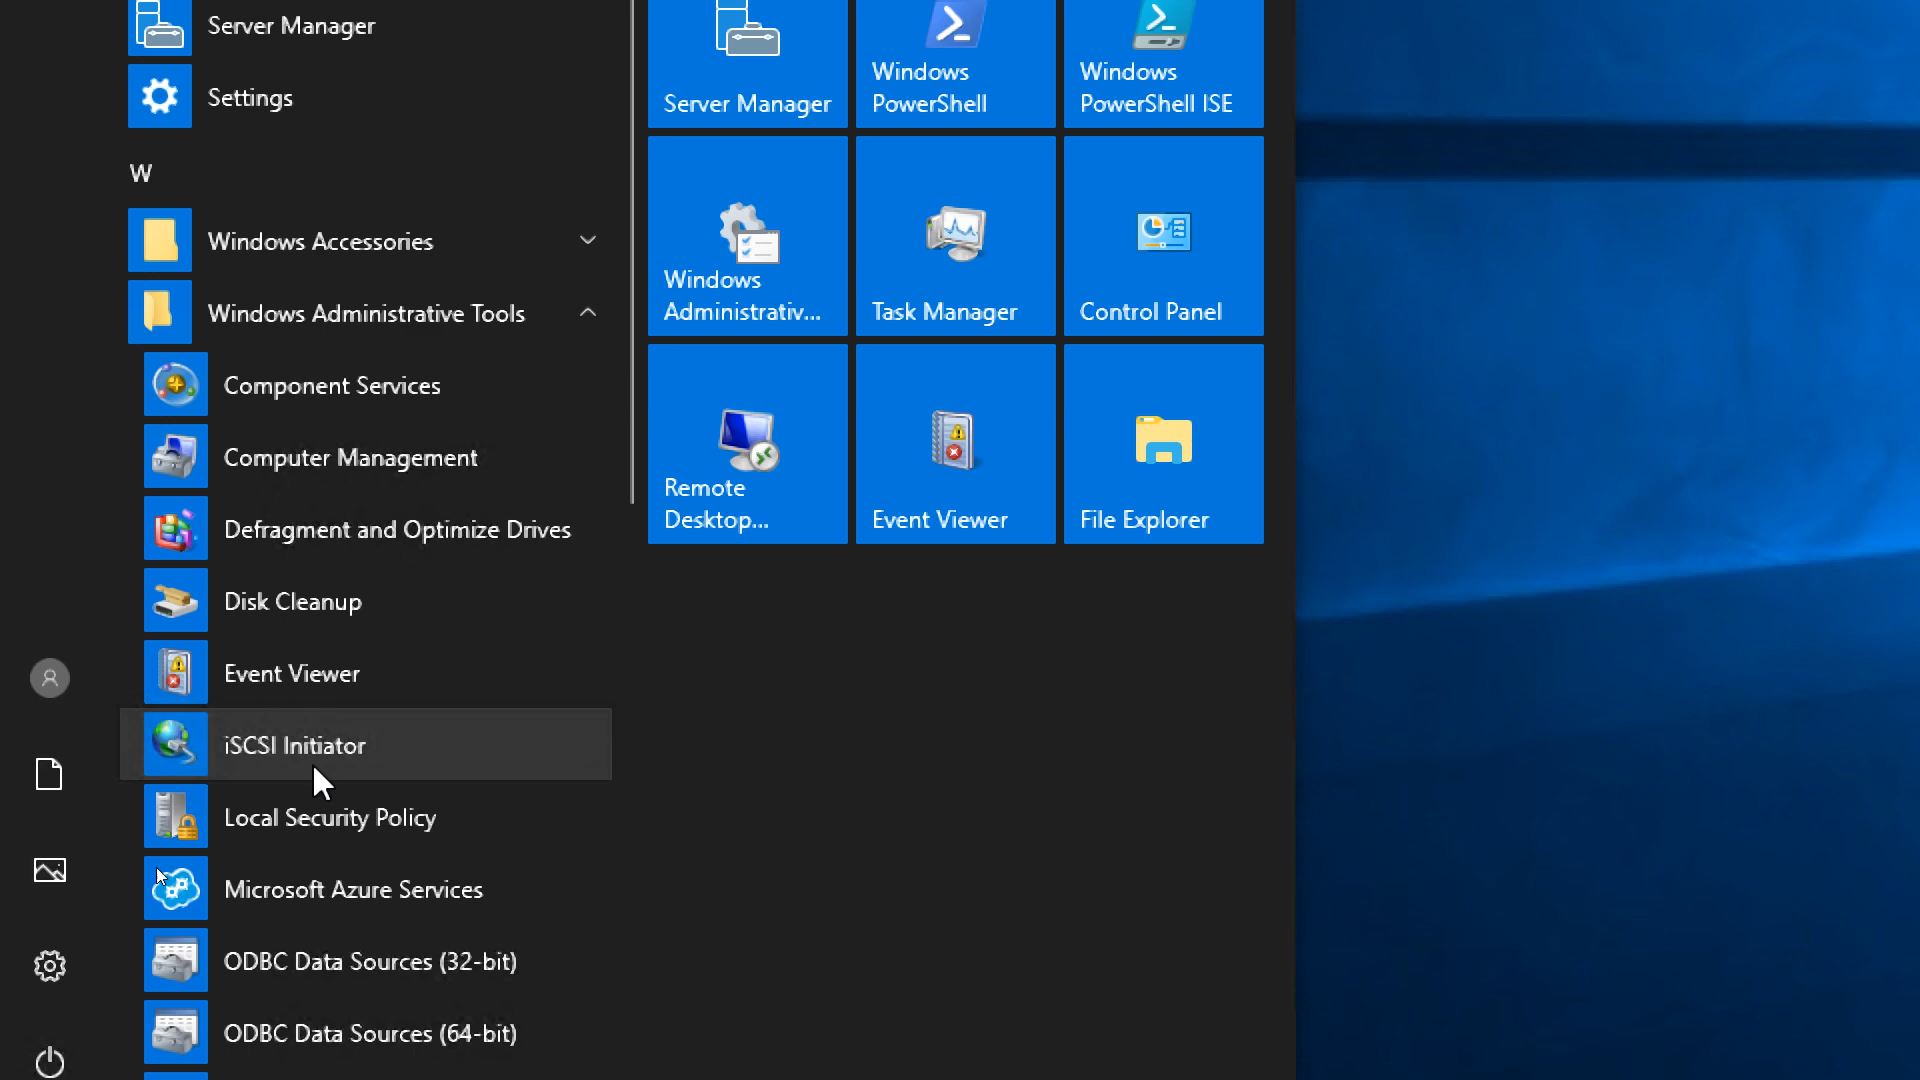 Server Manager
Settings
W
Windows Accessories
Windows Administrative Tools
Component Services
Computer Management
Defragment and Optimize Drives
Disk Cleanup
Event Viewer
iSCSI Initiator
Local Security Policy
Microsoft Azure Services
ODBC Data Sources (32-bit)
ODBC Data Sources (64-bit)
Server Manager
Windows
PowerShell
Windows
PowerShell ISE
Windows
Administrativ...
Task Manager
Control Panel
Remote
Desktop...
Event Viewer
File Explorer